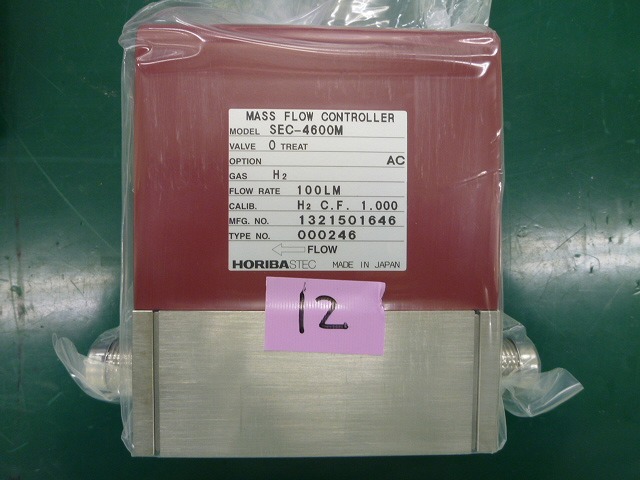 MASS FLOW CONTROLLER
MODEL SEC-4600M
VALVE O TREAT
OPTION AC
GAS H₂
FLOW RATE 100LM
CALIB. H₂ C.F. 1.000
MFG. NO. 1321501646
TYPE NO. 000246
FLOW
HORIBASTEC MADE IN JAPAN
12